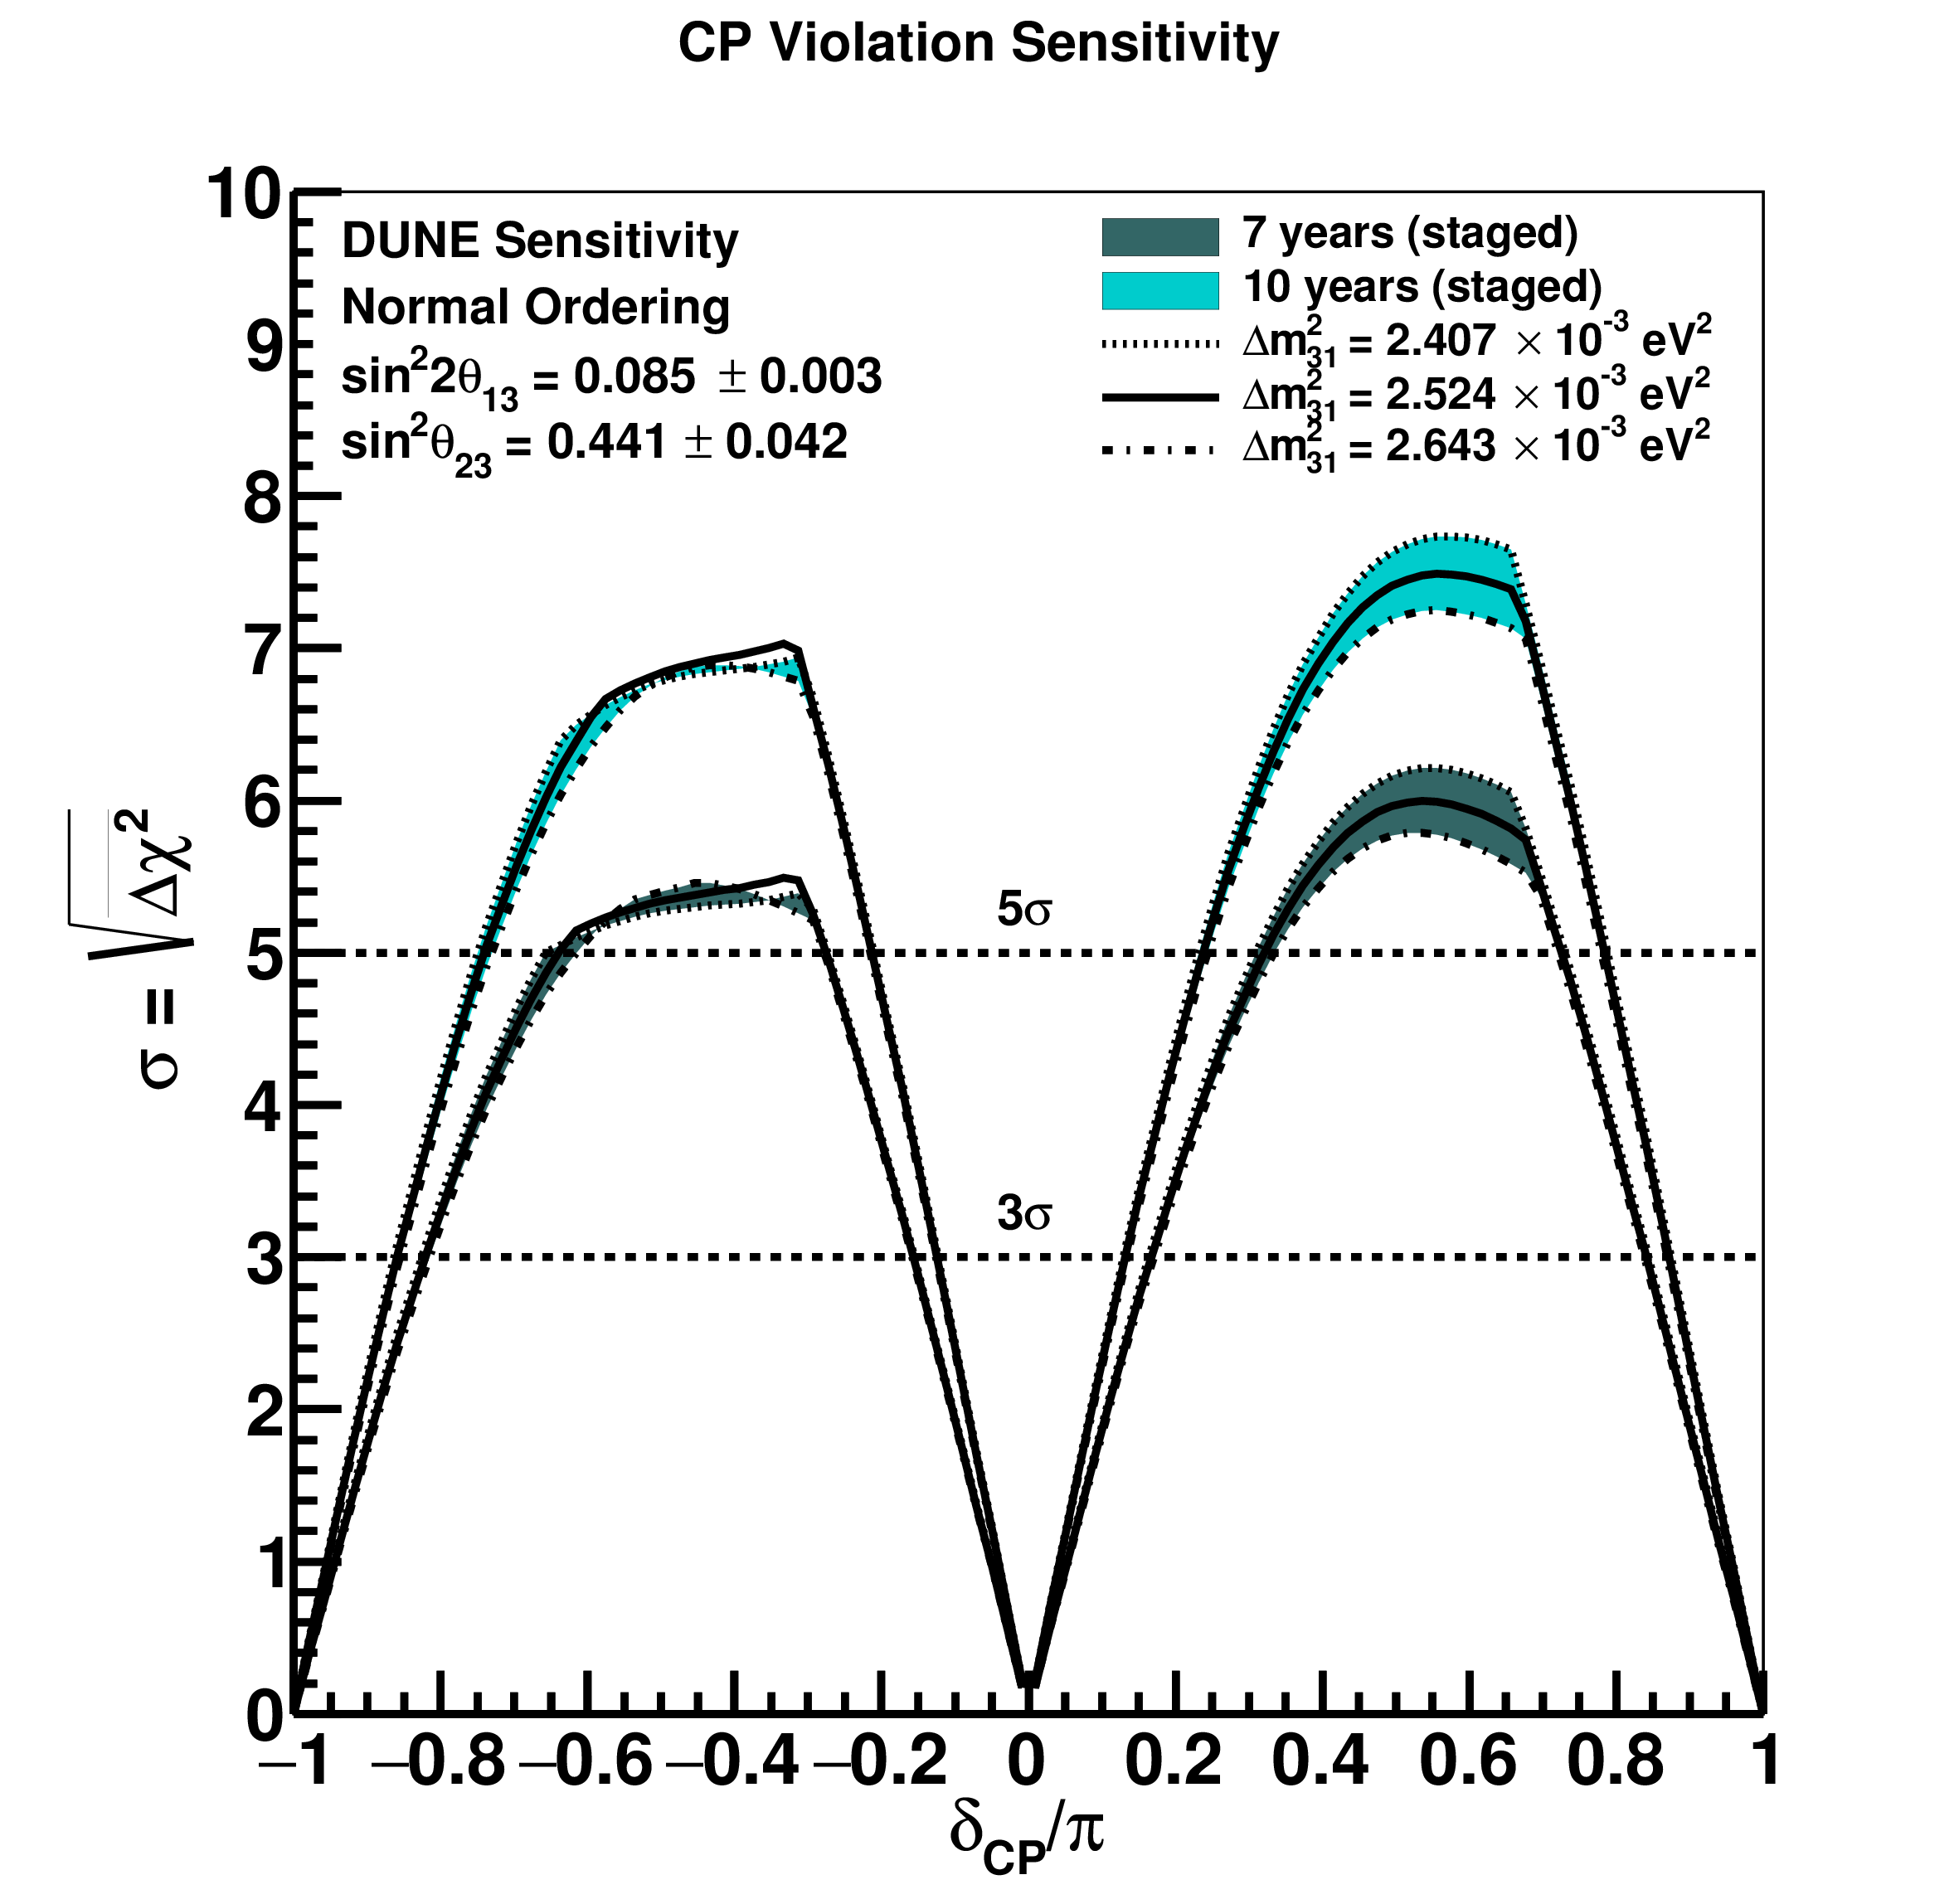 CP Violation Sensitivity
DUNE Sensitivity
Normal Ordering
sin²2θ₁₃ = 0.085 ± 0.003
sin²θ₂₃ = 0.441 ± 0.042
7 years (staged)
10 years (staged)
Δm²₃₁ = 2.407 × 10⁻³ eV²
Δm²₃₁ = 2.524 × 10⁻³ eV²
Δm²₃₁ = 2.643 × 10⁻³ eV²
10
9
8
7
6
5
4
3
2
1
0
σ = √Δχ²
5σ
3σ
−1 −0.8 −0.6 −0.4 −0.2 0 0.2 0.4 0.6 0.8 1
δCP/π